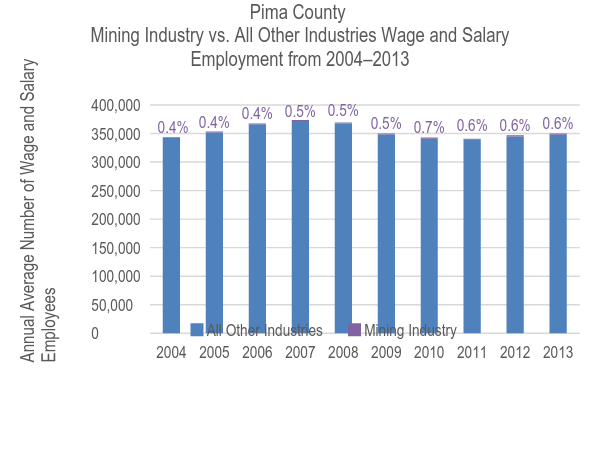 Pima County
Mining Industry vs. All Other Industries Wage and Salary
Employment from 2004–2013
Annual Average Number of Wage and Salary
Employees
400,000
350,000
300,000
250,000
200,000
150,000
100,000
50,000
0
0.4% 0.4% 0.4% 0.5% 0.5% 0.5% 0.7% 0.6% 0.6% 0.6%
All Other Industries Mining Industry
2004 2005 2006 2007 2008 2009 2010 2011 2012 2013